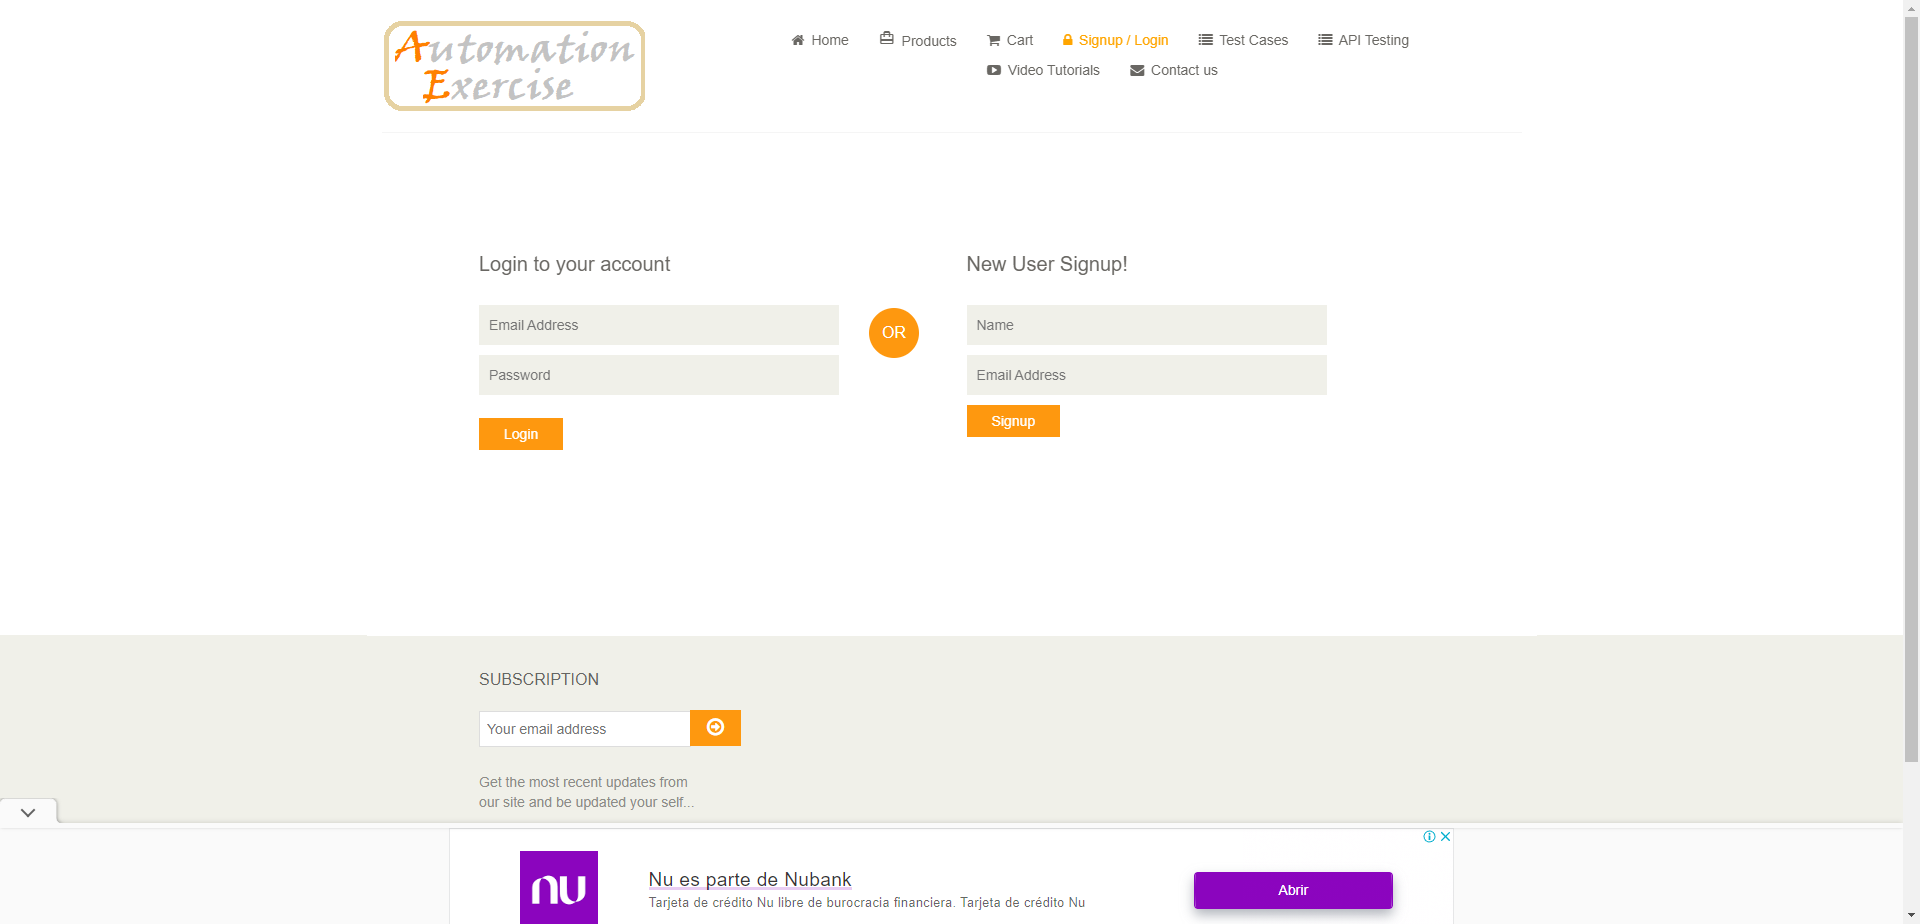 Automation
Exercise
Home
Products
Cart
Signup / Login
Test Cases
API Testing
Video Tutorials
Contact us
Login to your account
Email Address
Password
Login
OR
New User Signup!
Name
Email Address
Signup
SUBSCRIPTION
Your email address
Get the most recent updates from
our site and be updated your self...
nu
Nu es parte de Nubank
Tarjeta de crédito Nu libre de burocracia financiera. Tarjeta de crédito Nu
Abrir